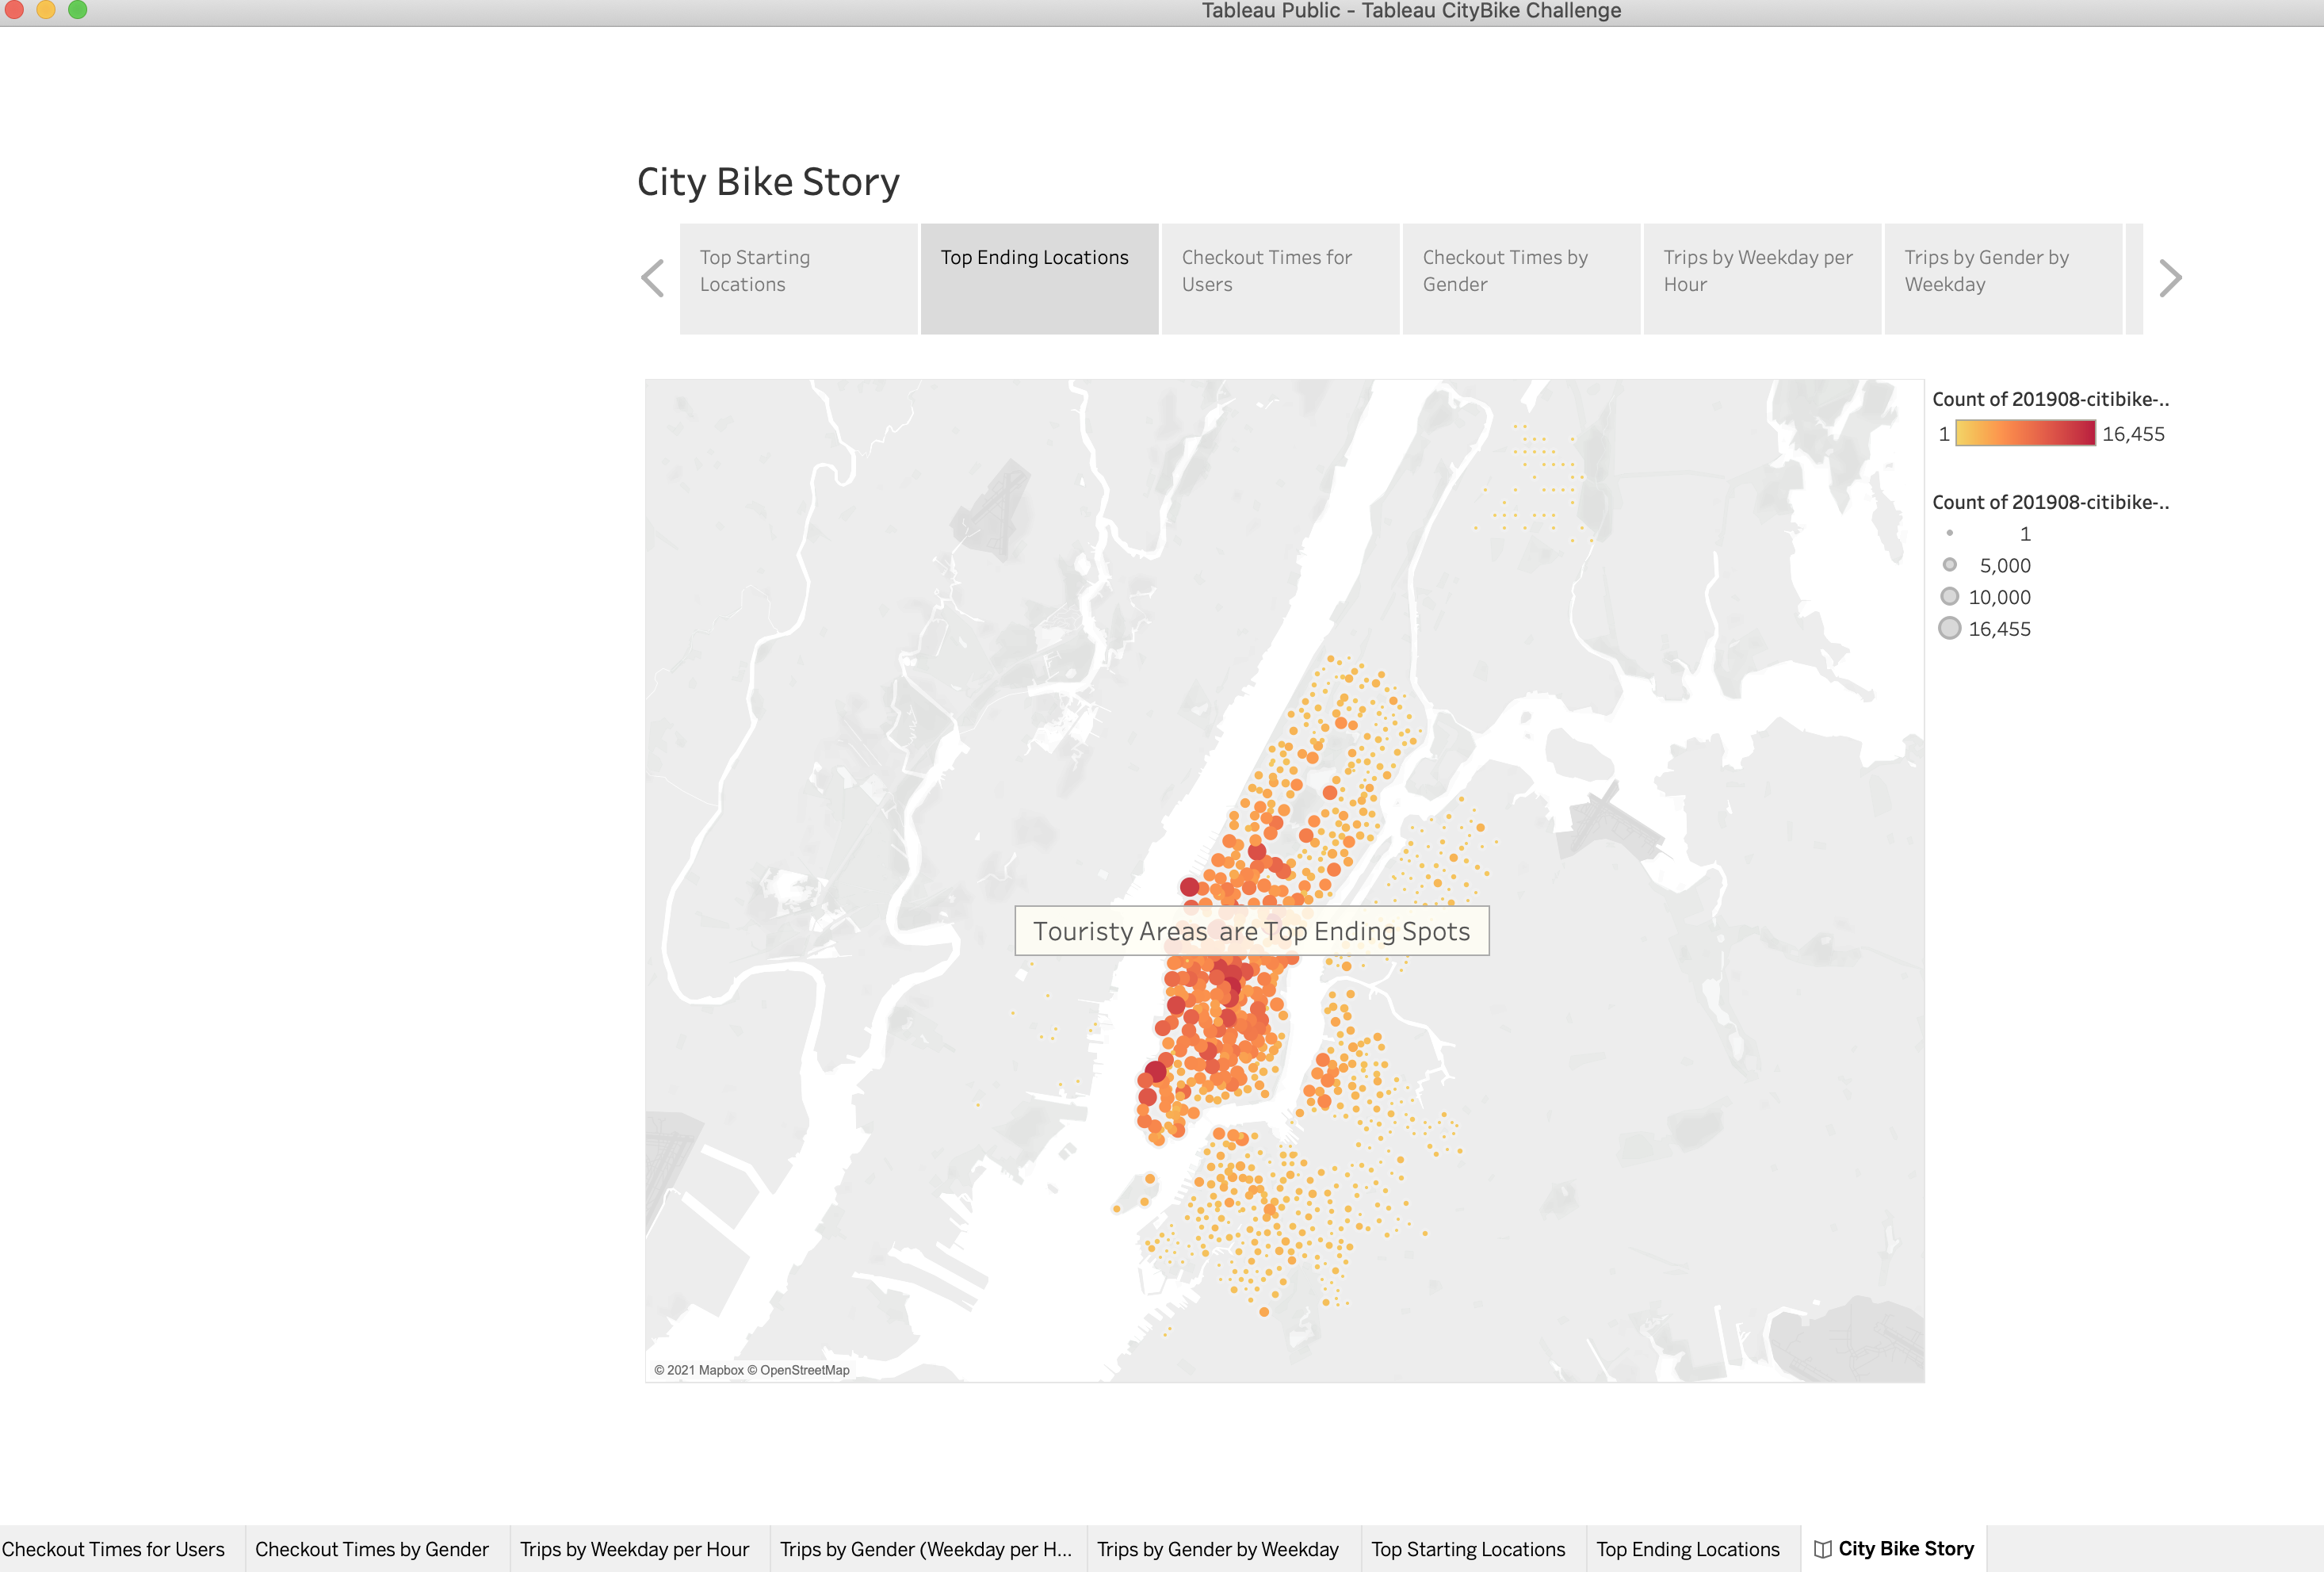 Tableau Public - Tableau CityBike Challenge
City Bike Story
Top Starting
Locations
Top Ending Locations
Checkout Times for
Users
Checkout Times by
Gender
Trips by Weekday per
Hour
Trips by Gender by
Weekday
Count of 201908-citibike-..
1 16,455
Count of 201908-citibike-..
1
5,000
10,000
16,455
Touristy Areas are Top Ending Spots
© 2021 Mapbox © OpenStreetMap
Checkout Times for Users
Checkout Times by Gender
Trips by Weekday per Hour
Trips by Gender (Weekday per H...
Trips by Gender by Weekday
Top Starting Locations
Top Ending Locations
City Bike Story